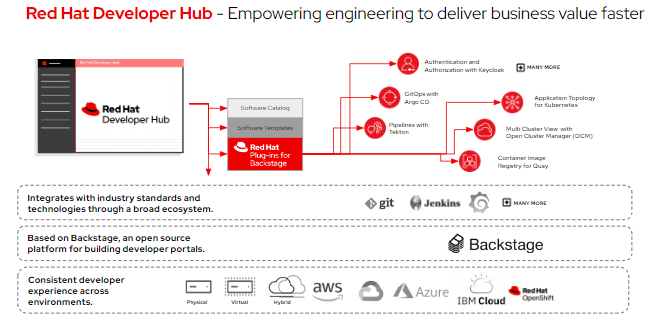 Red Hat Developer Hub - Empowering engineering to deliver business value faster
Red Hat Developer Hub
Red Hat
Developer Hub
Software Catalog
Software Templates
Red Hat
Plug-ins for
Backstage
Authentication and
Authorization with Keycloak
MANY MORE
GitOps with
Argo CD
Pipelines with
Tekton
Application Topology
for Kubernetes
Multi Cluster View with
Open Cluster Manager (OCM)
Container Image
Registry for Quay
Integrates with industry standards and
technologies through a broad ecosystem.
git
Jenkins
MANY MORE
Based on Backstage, an open source
platform for building developer portals.
Backstage
Consistent developer
experience across
environments.
Physical
Virtual
Hybrid
aws
Azure
IBM Cloud
Red Hat
OpenShift